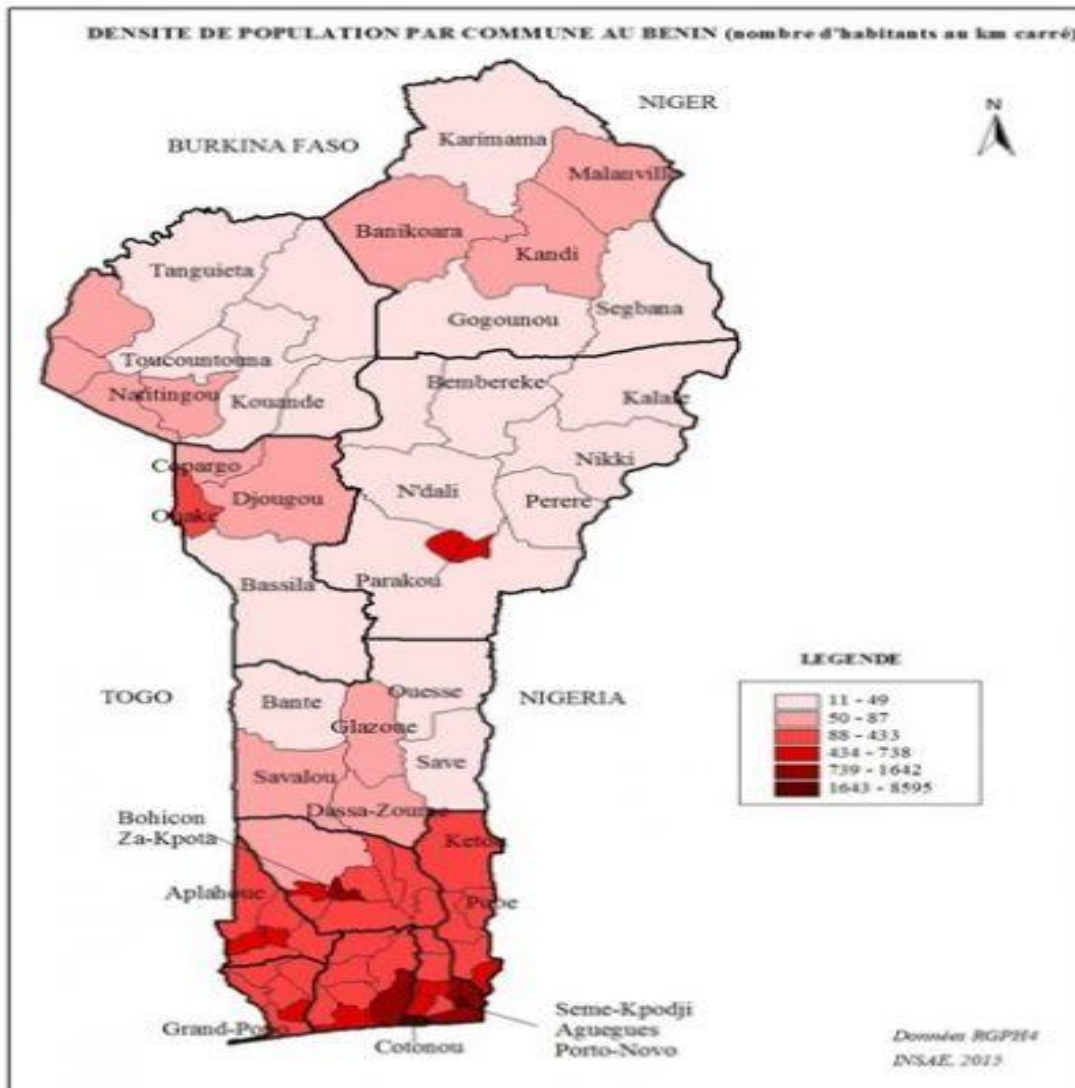 DENSITE DE POPULATION PAR COMMUNE AU BENIN (nombre d'habitants au km carré)
NIGER
N
BURKINA FASO
Karimama
Malanville
Banikoara
Kandi
Tanguieta
Segbana
Gogounou
Toucountouna
Bembereke
Natitingou
Kouande
Kalale
Nikki
Copargo
Djougou
N'dali
Perere
Ouake
Bassila
Parakou
LEGENDE
TOGO
Bante
Ouesse
NIGERIA
11 - 49
50 - 87
88 - 433
434 - 738
739 - 1642
1643 - 8595
Glazoue
Save
Savalou
Dassa-Zoume
Bohicon
Za-Kpota
Ketou
Aplahoue
Pobe
Grand-Popo
Cotonou
Seme-Kpodji
Aguegues
Porto-Novo
Données RGPH4
INSAE, 2015